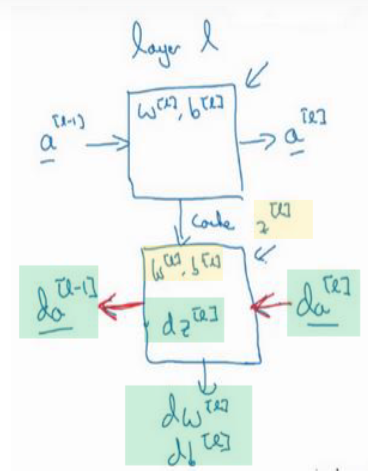 layer l
w^[l], b^[l]
a^[l-1]
a^[l]
cache z^[l]
w^[l], b^[l]
da^[l-1]
dz^[l]
da^[l]
dw^[l]
db^[l]